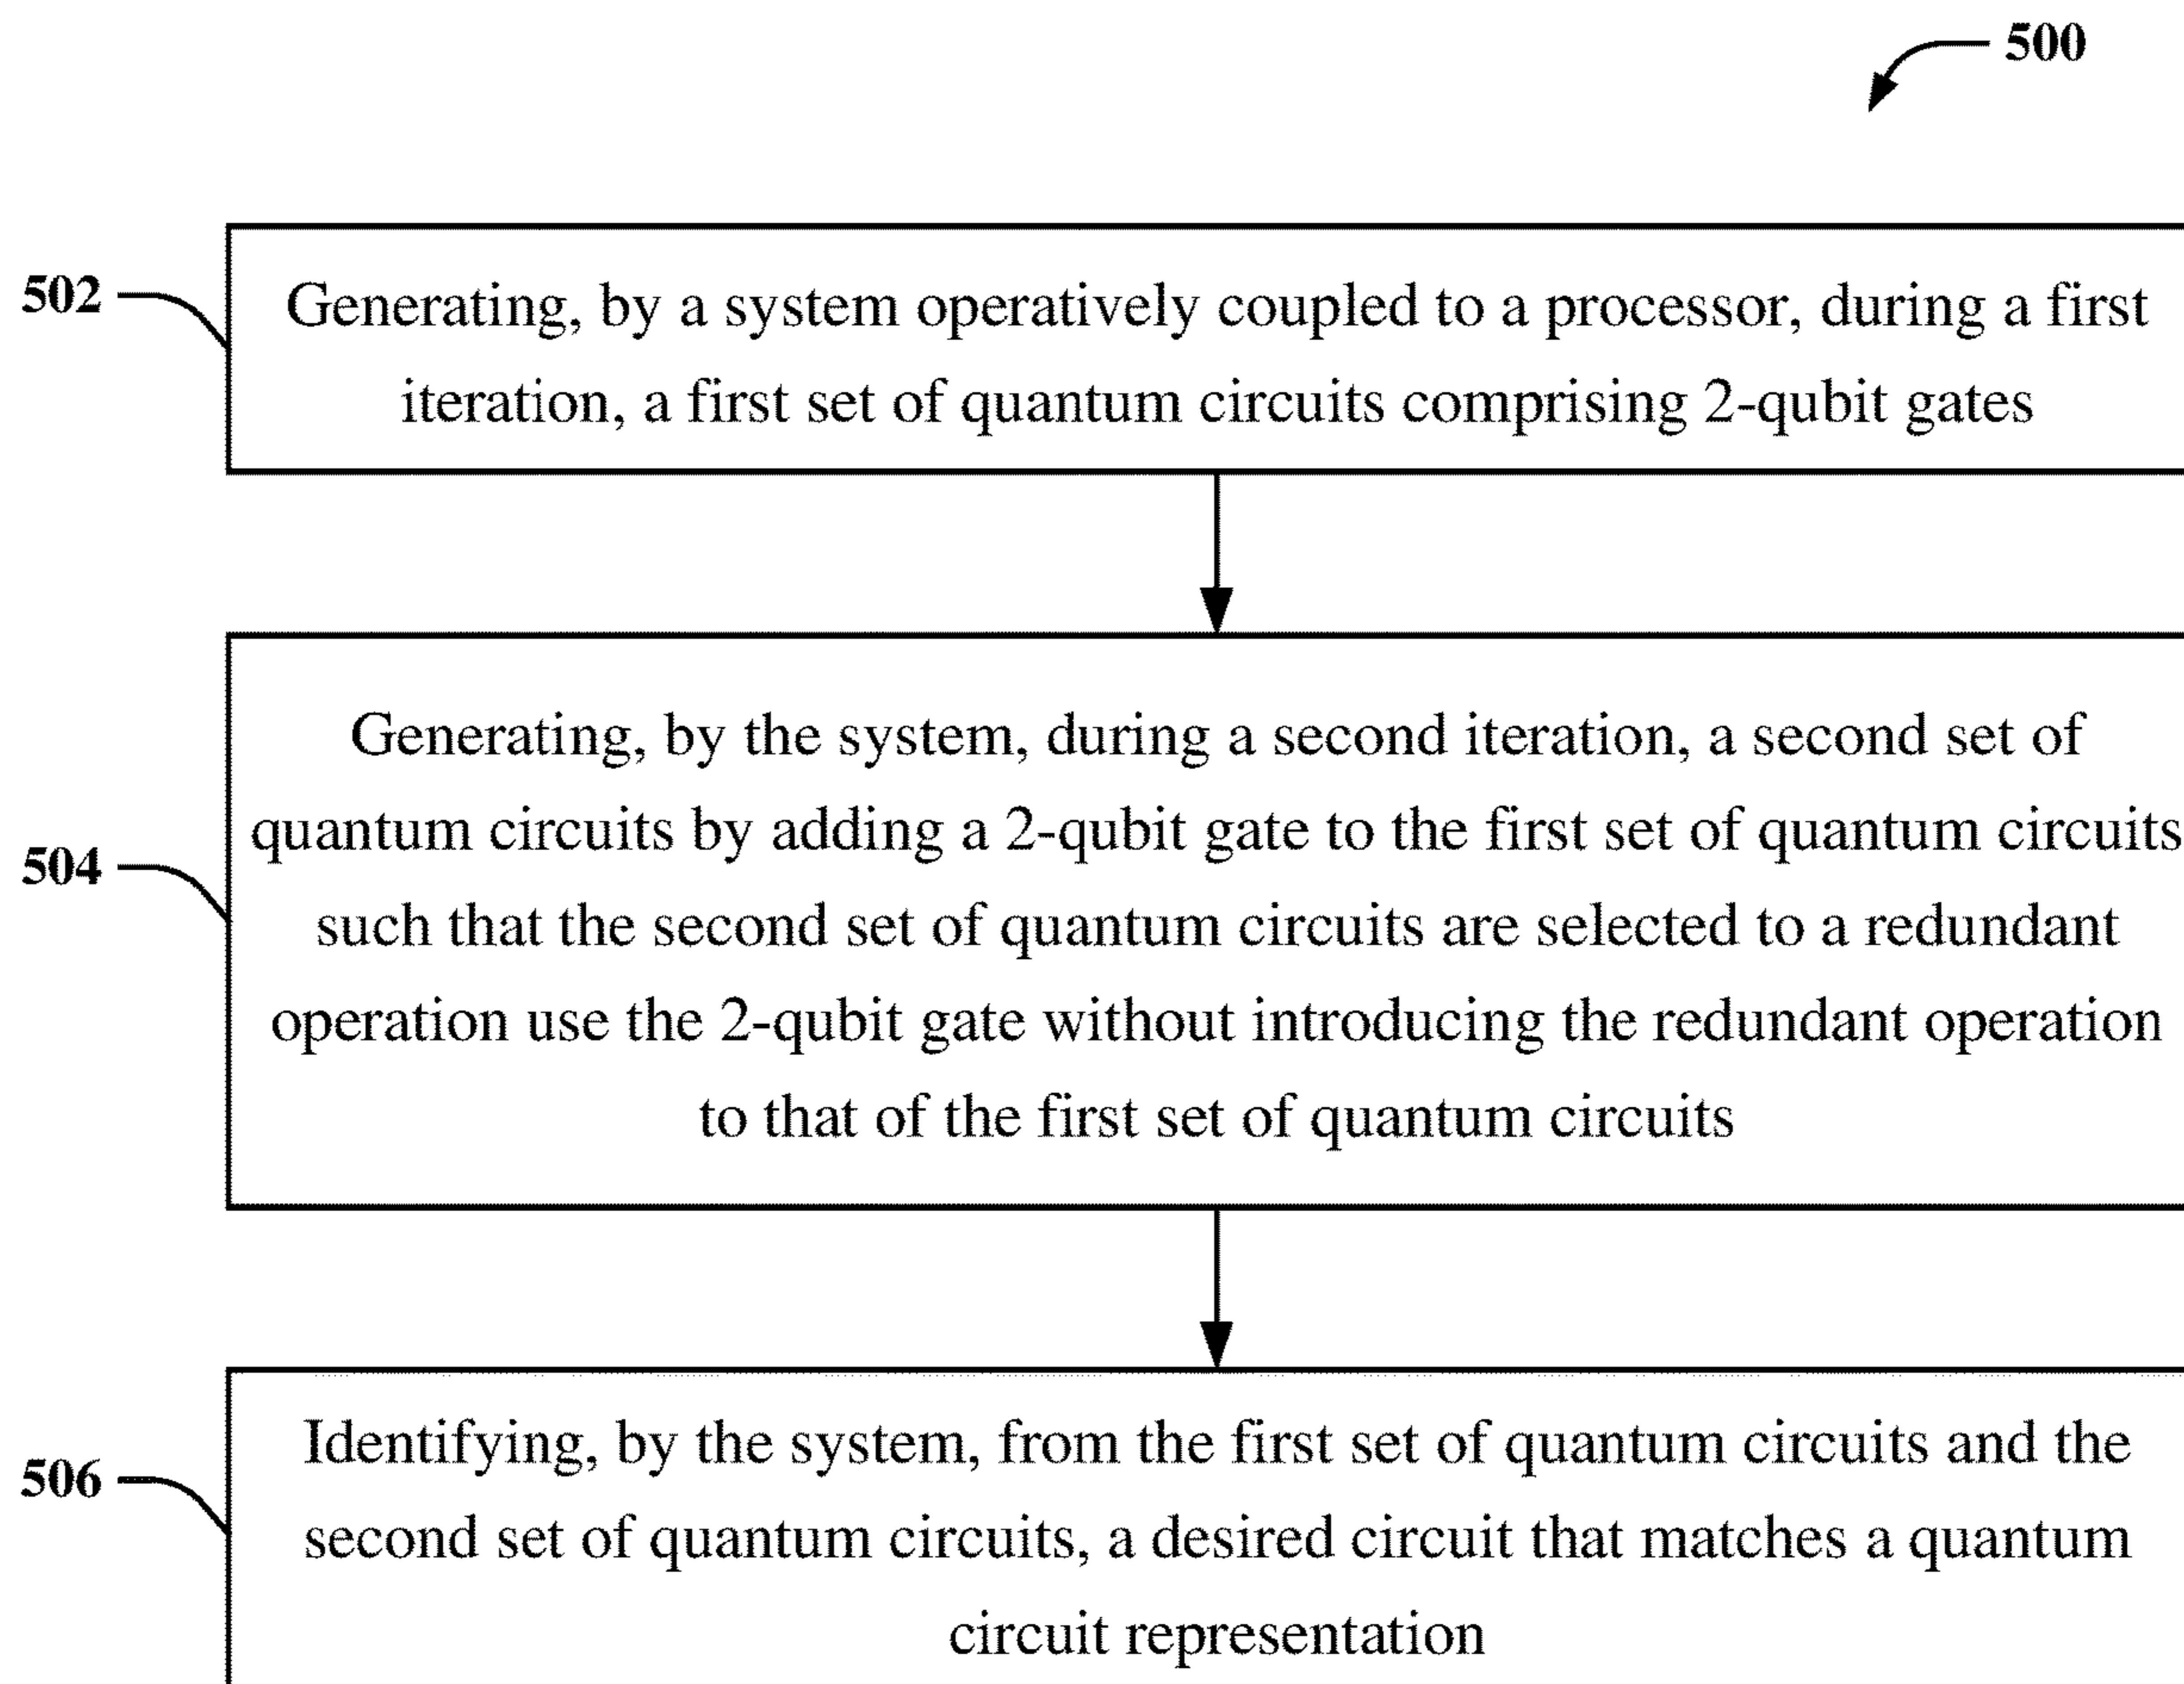 500
502
Generating, by a system operatively coupled to a processor, during a first
iteration, a first set of quantum circuits comprising 2-qubit gates
504
Generating, by the system, during a second iteration, a second set of
quantum circuits by adding a 2-qubit gate to the first set of quantum circuits
such that the second set of quantum circuits are selected to a redundant
operation use the 2-qubit gate without introducing the redundant operation
to that of the first set of quantum circuits
506
Identifying, by the system, from the first set of quantum circuits and the
second set of quantum circuits, a desired circuit that matches a quantum
circuit representation